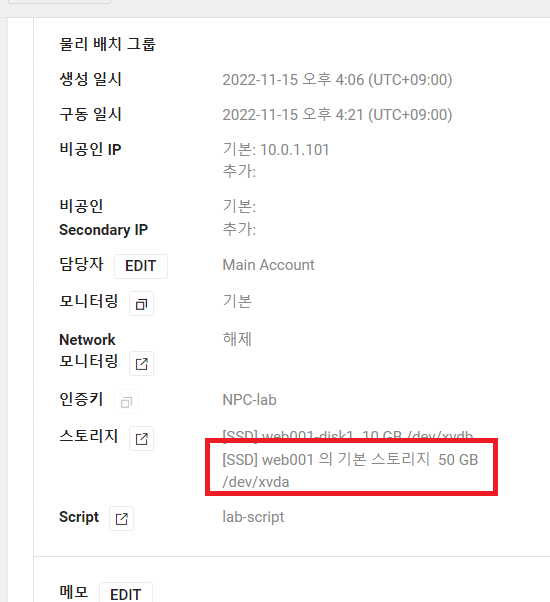 물리 배치 그룹
생성 일시 2022-11-15 오후 4:06 (UTC+09:00)
구동 일시 2022-11-15 오후 4:21 (UTC+09:00)
비공인 IP 기본: 10.0.1.101
추가:
비공인 기본:
Secondary IP 추가:
담당자 EDIT Main Account
모니터링 기본
Network 해제
모니터링
인증키 NPC-lab
스토리지 [SSD] web001-disk1 10 GB /dev/xvdb
[SSD] web001 의 기본 스토리지 50 GB
/dev/xvda
Script lab-script
메모 EDIT